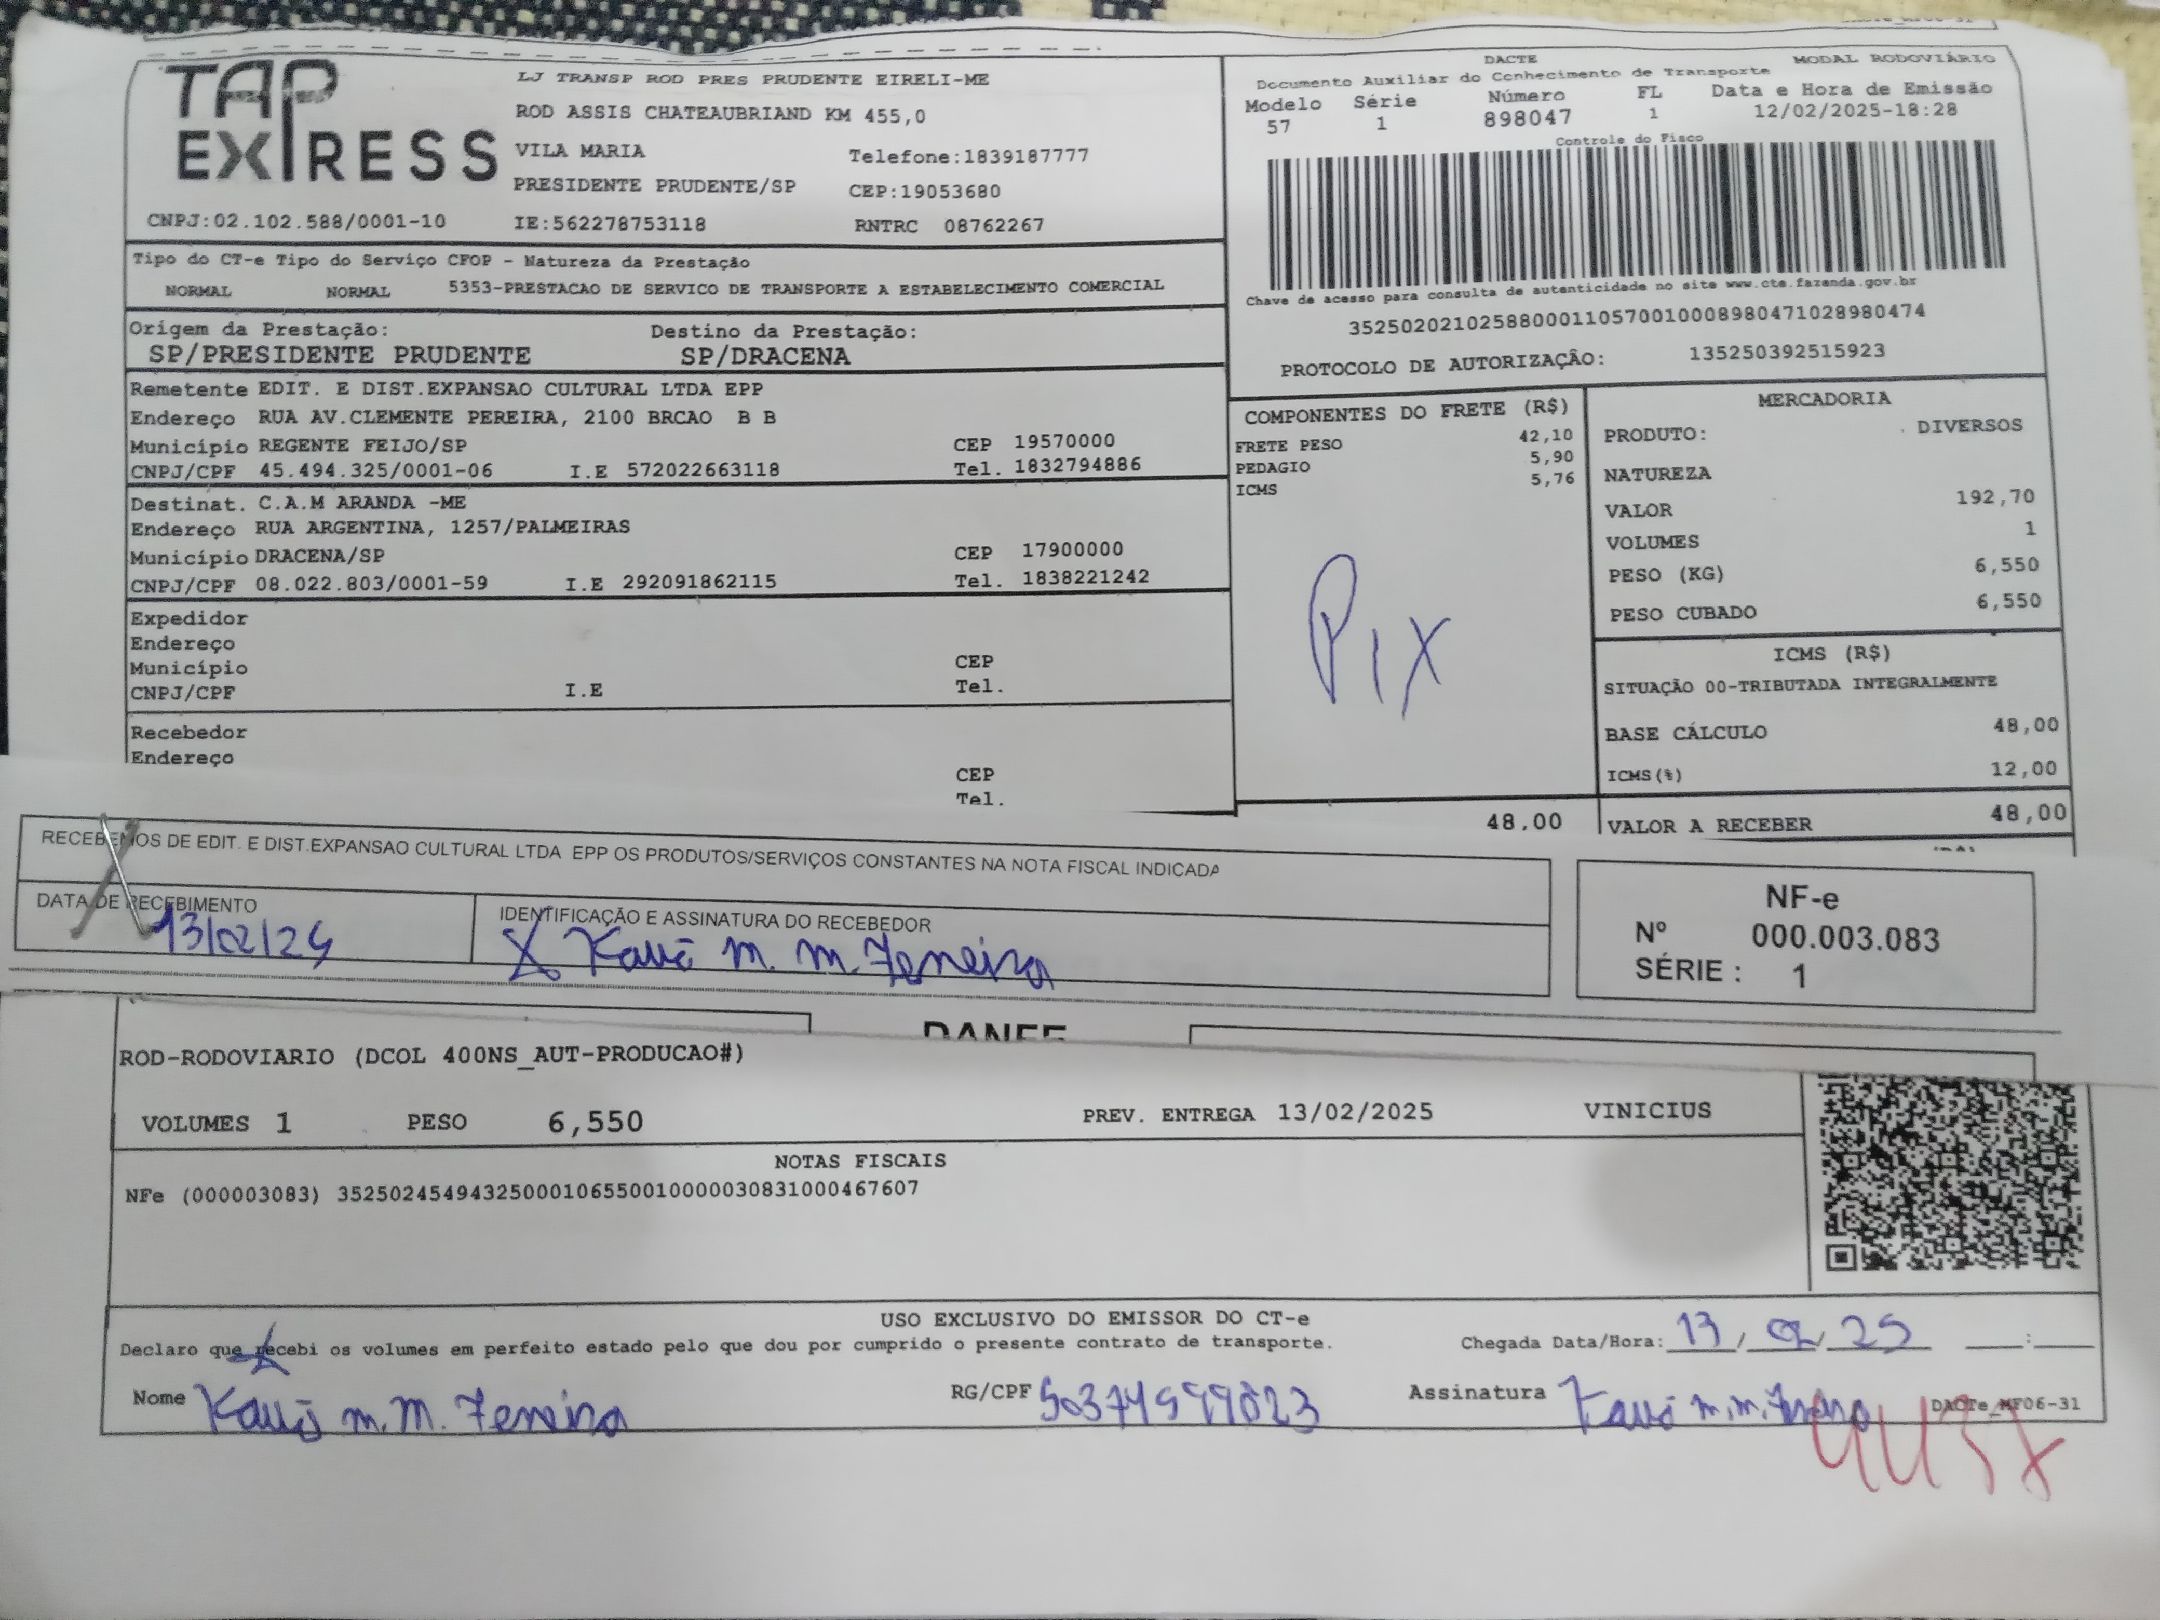 TAP EXPRESS
LJ TRANSP ROD PRES PRUDENTE EIRELI-ME
ROD ASSIS CHATEAUBRIAND KM 455,0
VILA MARIA Telefone:1839187777
PRESIDENTE PRUDENTE/SP CEP:19053680
CNPJ:02.102.588/0001-10 IE:562278753118 RNTRC 08762267
DACTE MODAL RODOVIÁRIO
Documento Auxiliar do Conhecimento de Transporte
Modelo Série Número FL Data e Hora de Emissão
57 1 898047 1 12/02/2025-18:28
Controle do Fisco
Chave de acesso para consulta de autenticidade no site www.cte.fazenda.gov.br
35250202102588000110570010008980471028980474
PROTOCOLO DE AUTORIZAÇÃO: 135250392515923
Tipo do CT-e Tipo do Serviço CFOP - Natureza da Prestação
NORMAL NORMAL 5353-PRESTACAO DE SERVICO DE TRANSPORTE A ESTABELECIMENTO COMERCIAL
Origem da Prestação: Destino da Prestação:
SP/PRESIDENTE PRUDENTE SP/DRACENA
Remetente EDIT. E DIST.EXPANSAO CULTURAL LTDA EPP
Endereço RUA AV.CLEMENTE PEREIRA, 2100 BRCAO B B
Município REGENTE FEIJO/SP CEP 19570000
CNPJ/CPF 45.494.325/0001-06 I.E 572022663118 Tel. 1832794886
Destinat. C.A.M ARANDA -ME
Endereço RUA ARGENTINA, 1257/PALMEIRAS
Município DRACENA/SP CEP 17900000
CNPJ/CPF 08.022.803/0001-59 I.E 292091862115 Tel. 1838221242
Expedidor
Endereço
Município CEP
CNPJ/CPF I.E Tel.
Recebedor
Endereço
CEP
Tel.
COMPONENTES DO FRETE (R$)
FRETE PESO 42,10
PEDAGIO 5,90
ICMS 5,76
Pix
48,00
MERCADORIA
PRODUTO: DIVERSOS
NATUREZA
VALOR 192,70
VOLUMES 1
PESO (KG) 6,550
PESO CUBADO 6,550
ICMS (R$)
SITUAÇÃO 00-TRIBUTADA INTEGRALMENTE
BASE CÁLCULO 48,00
ICMS(%) 12,00
VALOR A RECEBER 48,00
RECEBEMOS DE EDIT. E DIST.EXPANSAO CULTURAL LTDA EPP OS PRODUTOS/SERVIÇOS CONSTANTES NA NOTA FISCAL INDICADA
DATA DE RECEBIMENTO IDENTIFICAÇÃO E ASSINATURA DO RECEBEDOR
13/02/25 X Kauã m. m. Ferreira
NF-e
Nº 000.003.083
SÉRIE : 1
DANFE
ROD-RODOVIARIO (DCOL 400NS_AUT-PRODUCAO#)
VOLUMES 1 PESO 6,550 PREV. ENTREGA 13/02/2025 VINICIUS
NOTAS FISCAIS
NFe (000003083) 35250245494325000106550010000030831000467607
USO EXCLUSIVO DO EMISSOR DO CT-e
Declaro que recebi os volumes em perfeito estado pelo que dou por cumprido o presente contrato de transporte. Chegada Data/Hora: 13/02/25 :
Nome Kauã m. m. Ferreira RG/CPF Assinatura Kauã m. m. Ferreira DACTe_MF06-31